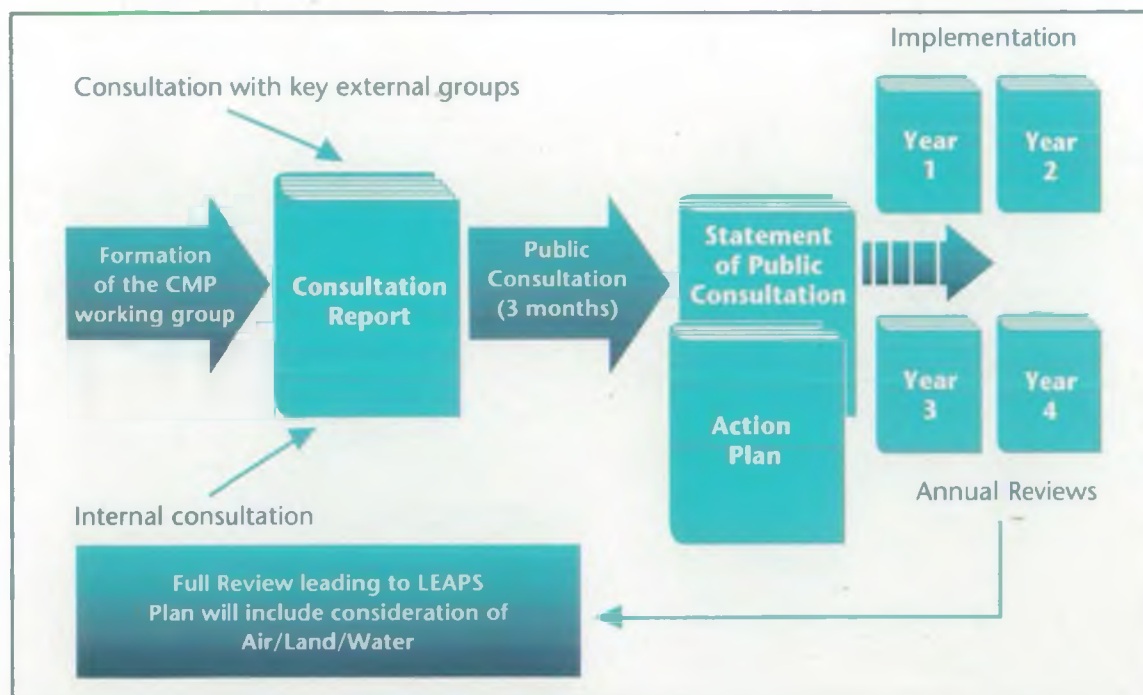 Implementation
Consultation with key external groups
Formation
of the CMP
working group
Consultation
Report
Public
Consultation
(3 months)
Statement
of Public
Consultation
Action
Plan
Year
1
Year
2
Year
3
Year
4
Annual Reviews
Internal consultation
Full Review leading to LEAPS
Plan will include consideration of
Air/Land/Water